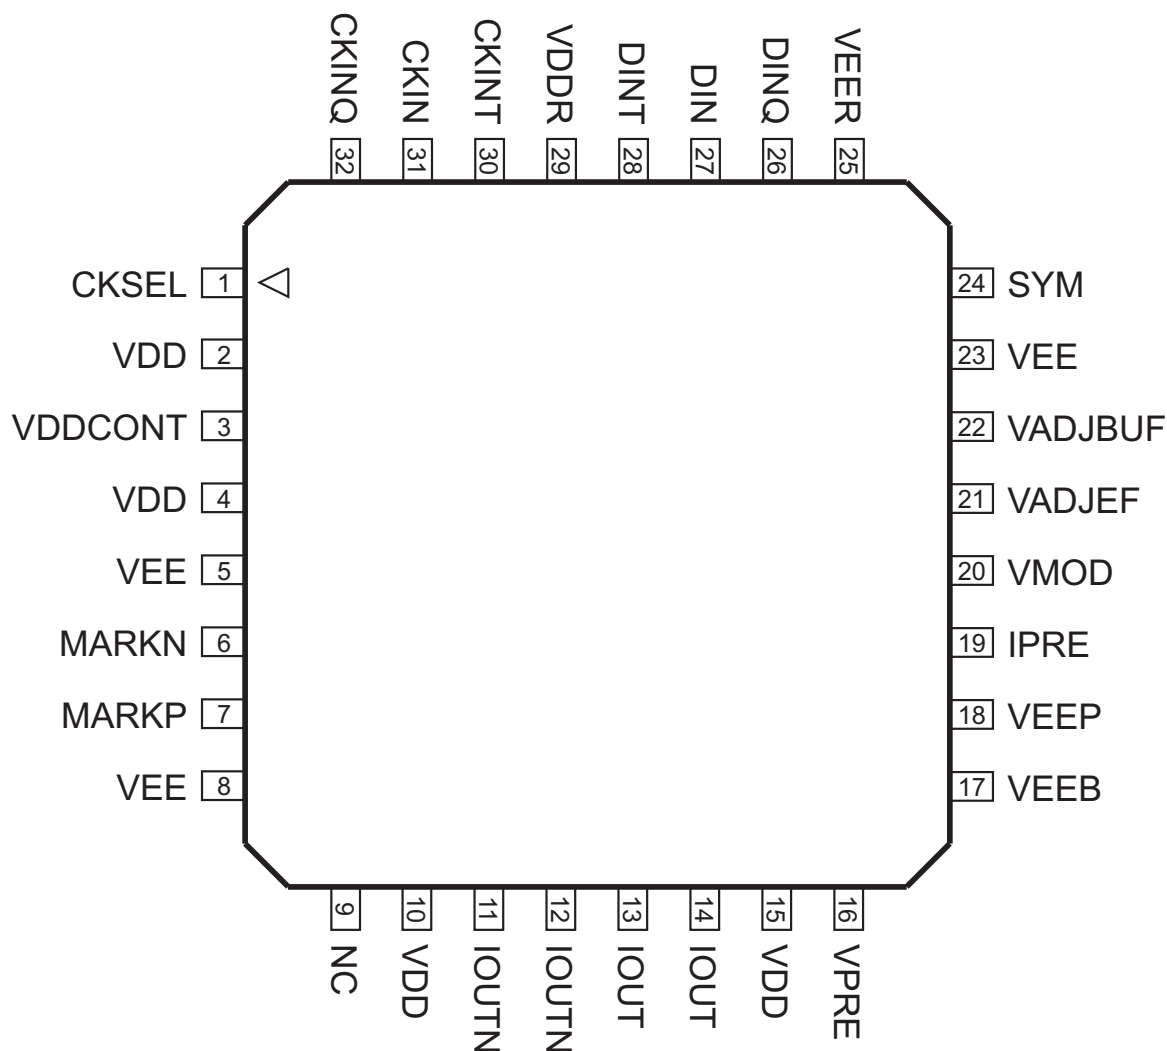 CKINQ
CKIN
CKINT
VDDR
DINT
DIN
DINQ
VEER
32
31
30
29
28
27
26
25
CKSEL 1
VDD 2
VDDCONT 3
VDD 4
VEE 5
MARKN 6
MARKP 7
VEE 8
24 SYM
23 VEE
22 VADJBUF
21 VADJEF
20 VMOD
19 IPRE
18 VEEP
17 VEEB
9
10
11
12
13
14
15
16
NC
VDD
IOUTN
IOUTN
IOUT
IOUT
VDD
VPRE